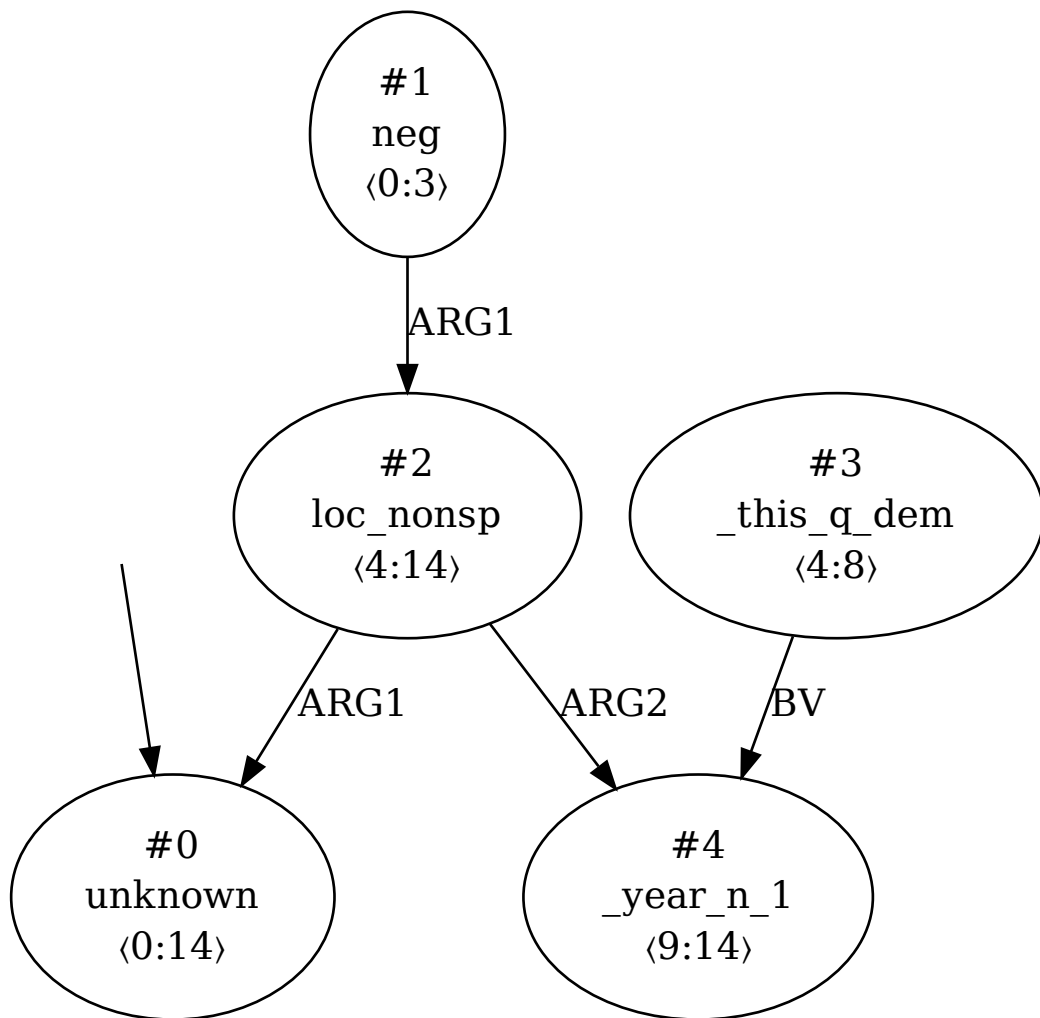 #1
neg
⟨0:3⟩
ARG1
#2
loc_nonsp
⟨4:14⟩
#3
_this_q_dem
⟨4:8⟩
ARG1
ARG2
BV
#0
unknown
⟨0:14⟩
#4
_year_n_1
⟨9:14⟩